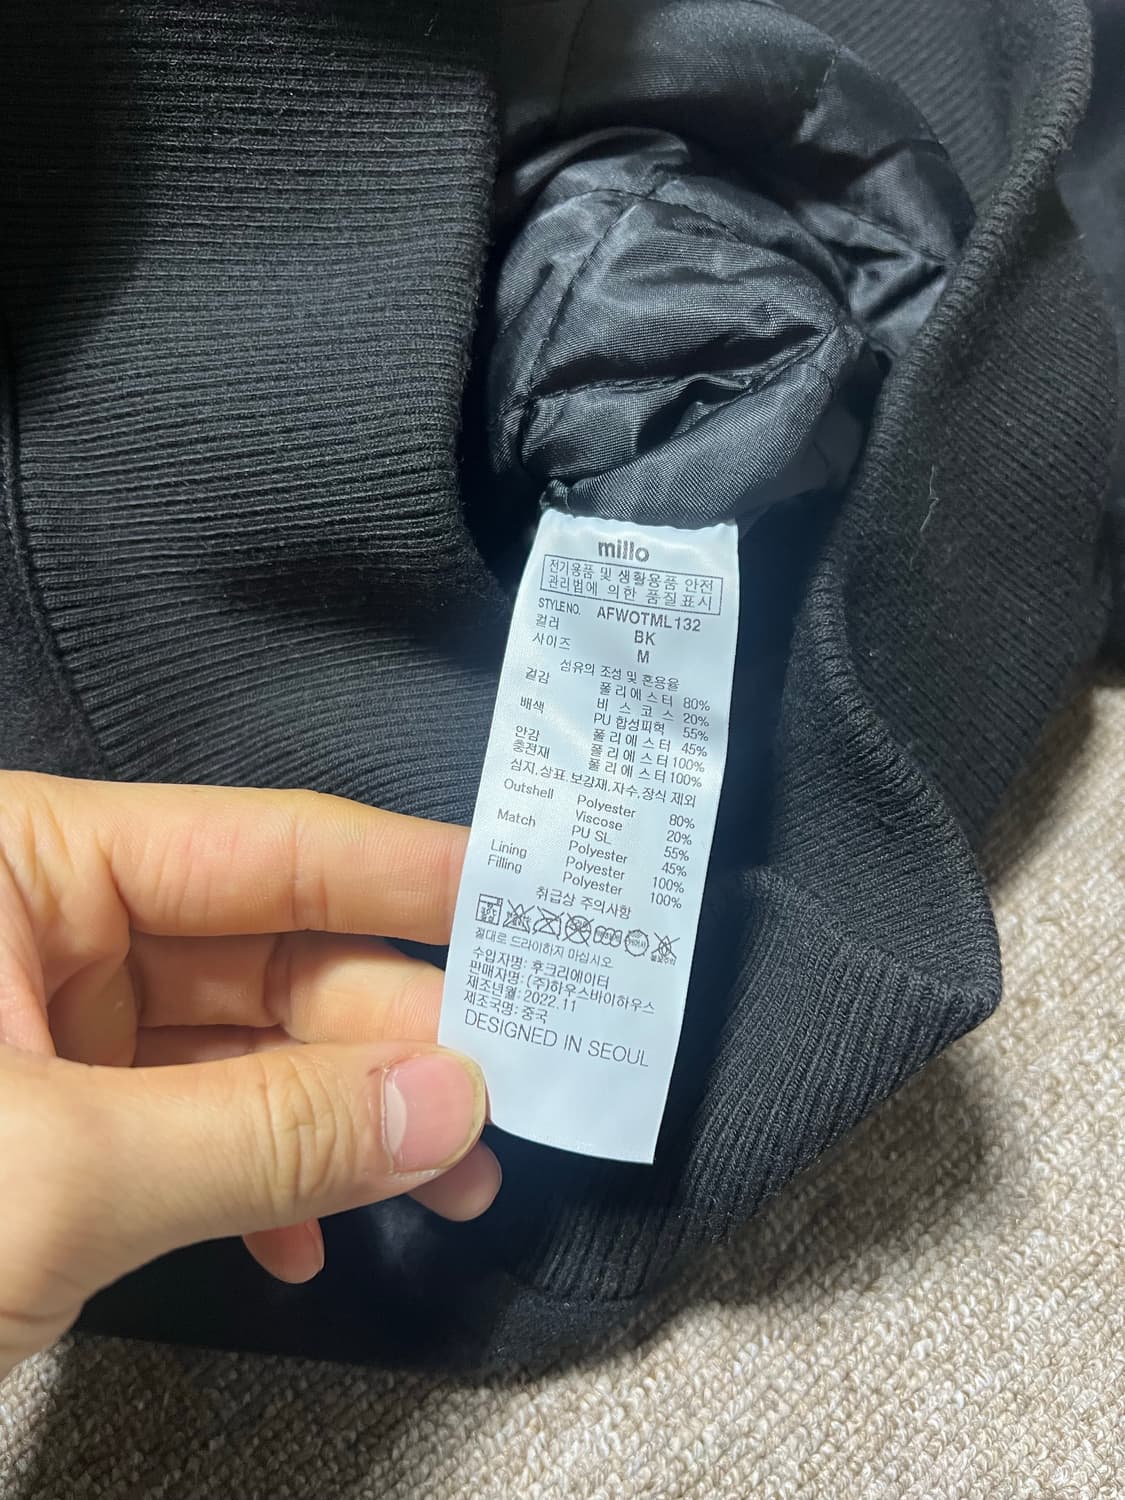 millo
전기용품 및 생활용품 안전
관리법에 의한 품질표시
STYLE NO. AFWOTML132
컬러 BK
사이즈 M
섬유의 조성 및 혼용율
겉감 폴리에스터 80%
비스코스 20%
배색 PU합성피혁 55%
폴리에스터 45%
안감 폴리에스터 100%
충전재 폴리에스터 100%
심지,상표,보강재,자수,장식 제외
Outshell Polyester 80%
Viscose 20%
Match PU SL 55%
Polyester 45%
Lining Polyester 100%
Filling Polyester 100%
취급상 주의사항
절대로 드라이하지 마십시오
수입자명: 후크리에이터
판매자명: (주)하우스바이하우스
제조년월: 2022.11
제조국명: 중국
DESIGNED IN SEOUL